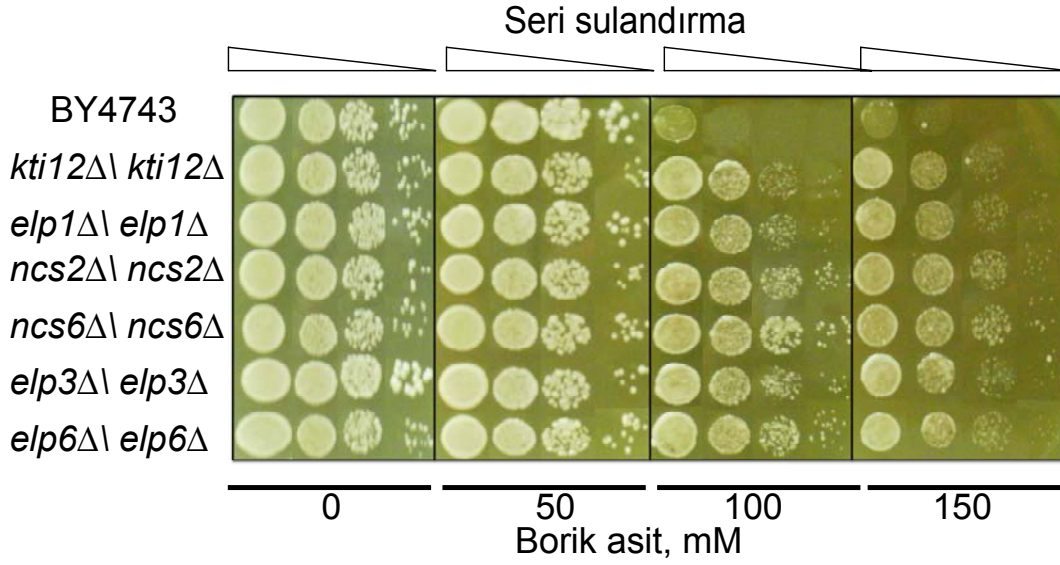 Seri sulandırma
BY4743
kti12Δ\ kti12Δ
elp1Δ\ elp1Δ
ncs2Δ\ ncs2Δ
ncs6Δ\ ncs6Δ
elp3Δ\ elp3Δ
elp6Δ\ elp6Δ
0 50 100 150
Borik asit, mM